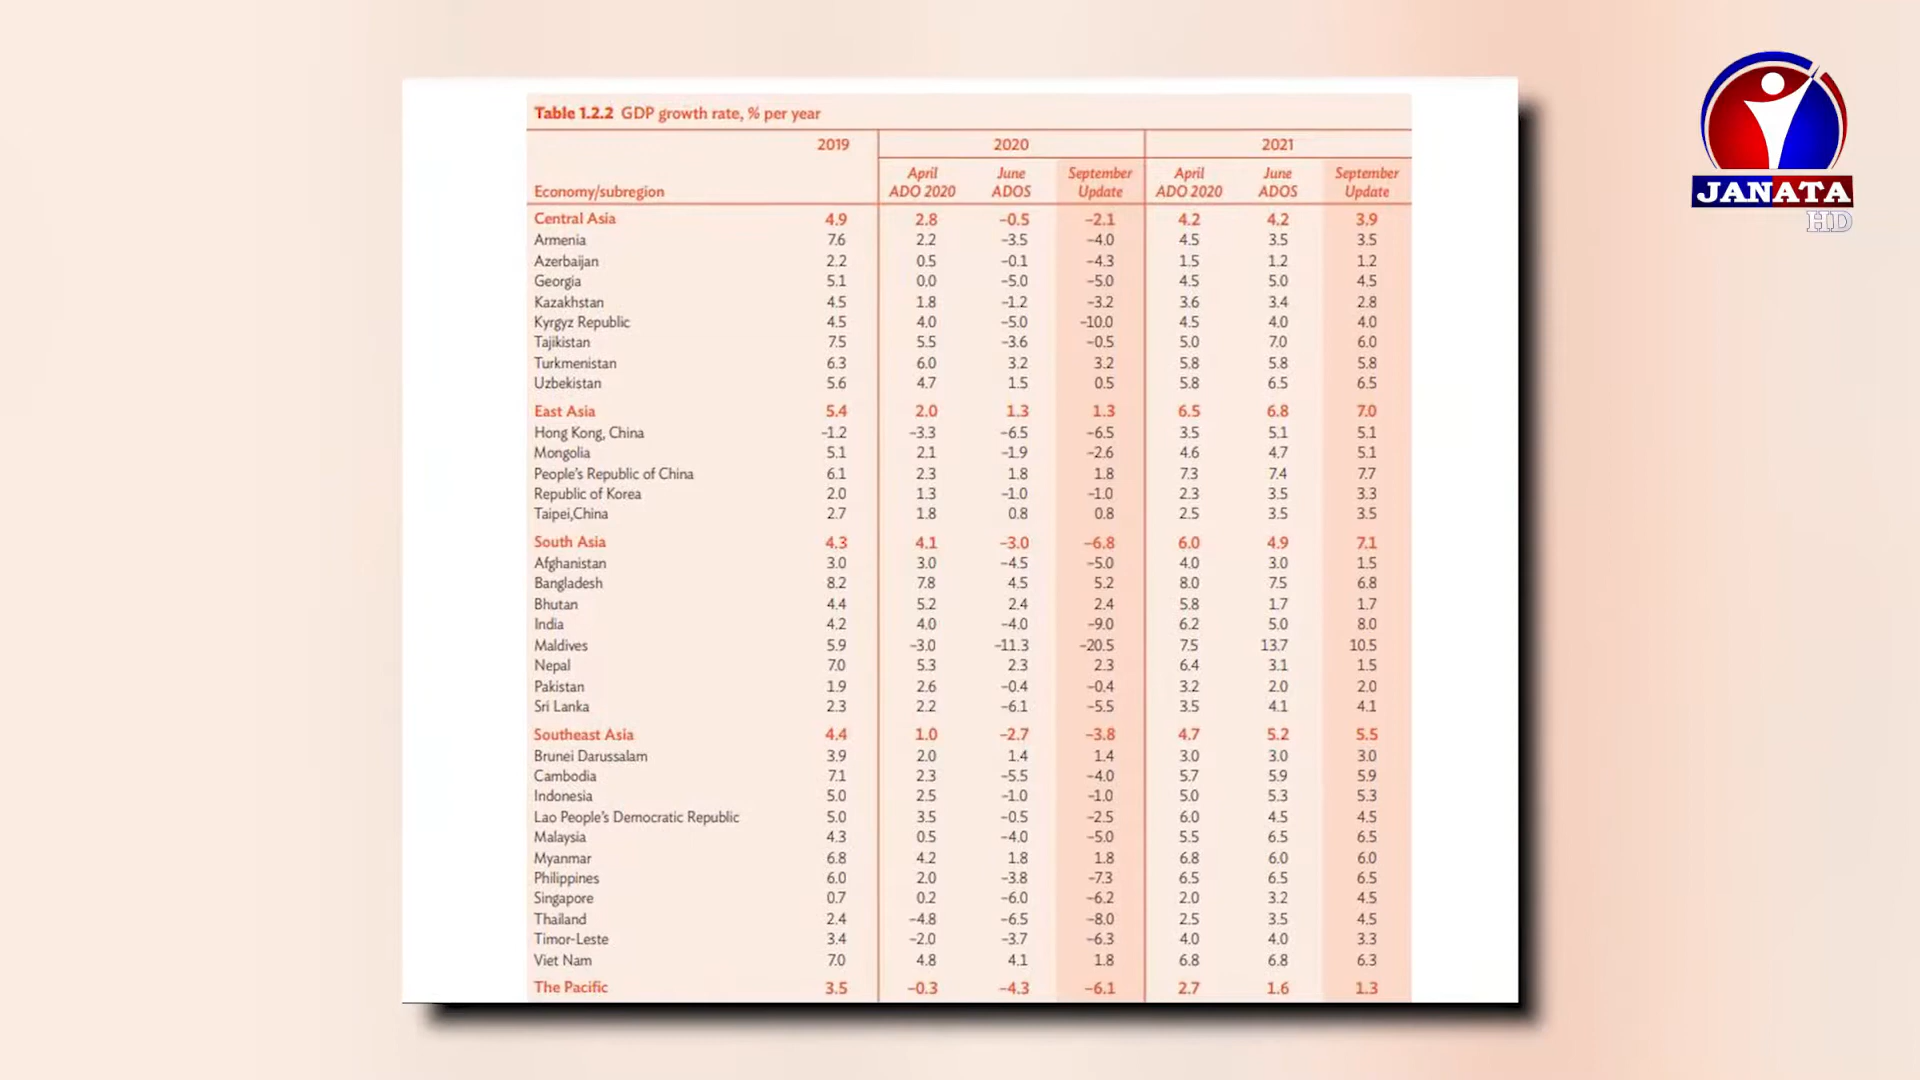 Table 1.2.2 GDP growth rate, % per year
2019 2020 2021
April June September April June September
Economy/subregion ADO 2020 ADOS Update ADO 2020 ADOS Update
Central Asia 4.9 2.8 −0.5 −2.1 4.2 4.2 3.9
Armenia 7.6 2.2 −3.5 −4.0 4.5 3.5 3.5
Azerbaijan 2.2 0.5 −0.1 −4.3 1.5 1.2 1.2
Georgia 5.1 0.0 −5.0 −5.0 4.5 5.0 4.5
Kazakhstan 4.5 1.8 −1.2 −3.2 3.6 3.4 2.8
Kyrgyz Republic 4.5 4.0 −5.0 −10.0 4.5 4.0 4.0
Tajikistan 7.5 5.5 −3.6 −0.5 5.0 7.0 6.0
Turkmenistan 6.3 6.0 3.2 3.2 5.8 5.8 5.8
Uzbekistan 5.6 4.7 1.5 0.5 5.8 6.5 6.5
East Asia 5.4 2.0 1.3 1.3 6.5 6.8 7.0
Hong Kong, China −1.2 −3.3 −6.5 −6.5 3.5 5.1 5.1
Mongolia 5.1 2.1 −1.9 −2.6 4.6 4.7 5.1
People's Republic of China 6.1 2.3 1.8 1.8 7.3 7.4 7.7
Republic of Korea 2.0 1.3 −1.0 −1.0 2.3 3.5 3.3
Taipei,China 2.7 1.8 0.8 0.8 2.5 3.5 3.5
South Asia 4.3 4.1 −3.0 −6.8 6.0 4.9 7.1
Afghanistan 3.0 3.0 −4.5 −5.0 4.0 3.0 1.5
Bangladesh 8.2 7.8 4.5 5.2 8.0 7.5 6.8
Bhutan 4.4 5.2 2.4 2.4 5.8 1.7 1.7
India 4.2 4.0 −4.0 −9.0 6.2 5.0 8.0
Maldives 5.9 −3.0 −11.3 −20.5 7.5 13.7 10.5
Nepal 7.0 5.3 2.3 2.3 6.4 3.1 1.5
Pakistan 1.9 2.6 −0.4 −0.4 3.2 2.0 2.0
Sri Lanka 2.3 2.2 −6.1 −5.5 3.5 4.1 4.1
Southeast Asia 4.4 1.0 −2.7 −3.8 4.7 5.2 5.5
Brunei Darussalam 3.9 2.0 1.4 1.4 3.0 3.0 3.0
Cambodia 7.1 2.3 −5.5 −4.0 5.7 5.9 5.9
Indonesia 5.0 2.5 −1.0 −1.0 5.0 5.3 5.3
Lao People's Democratic Republic 5.0 3.5 −0.5 −2.5 6.0 4.5 4.5
Malaysia 4.3 0.5 −4.0 −5.0 5.5 6.5 6.5
Myanmar 6.8 4.2 1.8 1.8 6.8 6.0 6.0
Philippines 6.0 2.0 −3.8 −7.3 6.5 6.5 6.5
Singapore 0.7 0.2 −6.0 −6.2 2.0 3.2 4.5
Thailand 2.4 −4.8 −6.5 −8.0 2.5 3.5 4.5
Timor-Leste 3.4 −2.0 −3.7 −6.3 4.0 4.0 3.3
Viet Nam 7.0 4.8 4.1 1.8 6.8 6.8 6.3
The Pacific 3.5 −0.3 −4.3 −6.1 2.7 1.6 1.3
JANATA
HD